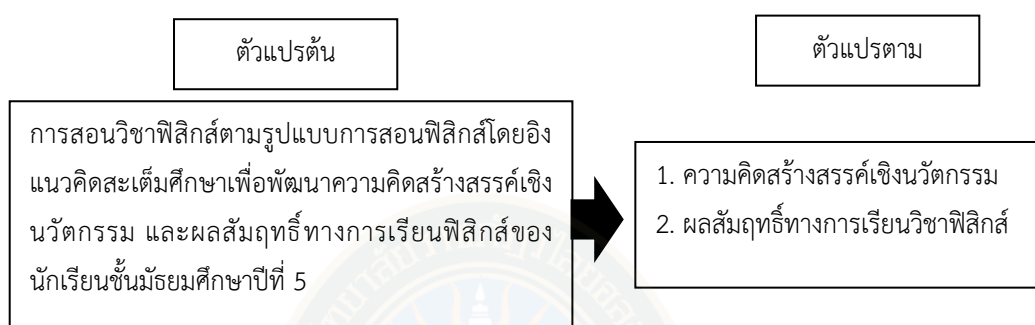 ตัวแปรต้น
ตัวแปรตาม
การสอนวิชาฟิสิกส์ตามรูปแบบการสอนฟิสิกส์โดยอิง
แนวคิดสะเต็มศึกษาเพื่อพัฒนาความคิดสร้างสรรค์เชิง
นวัตกรรม และผลสัมฤทธิ์ทางการเรียนฟิสิกส์ของ
นักเรียนชั้นมัธยมศึกษาปีที่ 5
1. ความคิดสร้างสรรค์เชิงนวัตกรรม
2. ผลสัมฤทธิ์ทางการเรียนวิชาฟิสิกส์